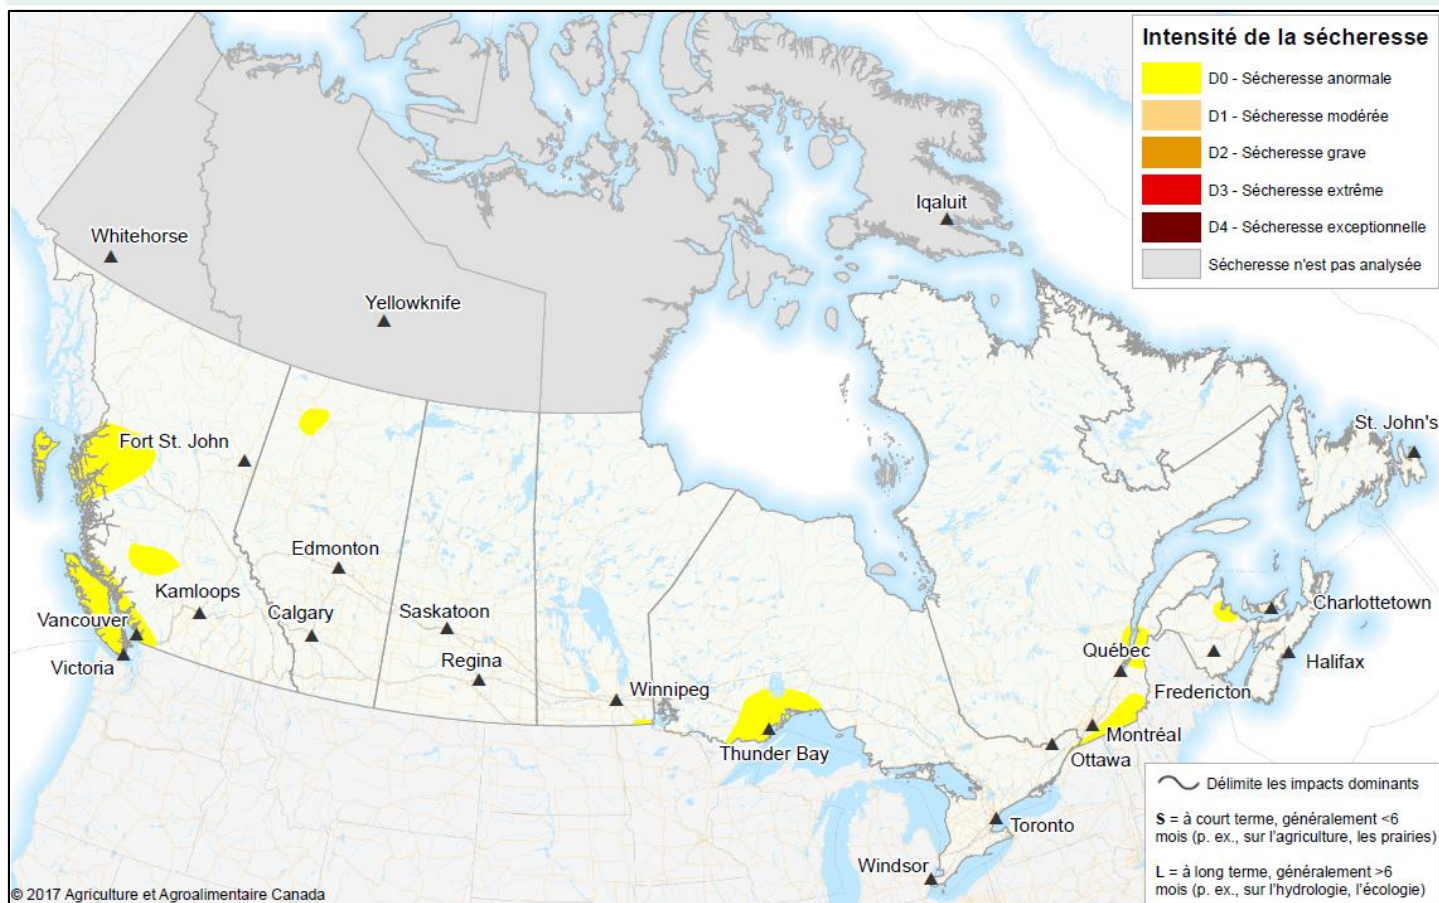 Intensité de la sécheresse
D0 - Sécheresse anormale
D1 - Sécheresse modérée
D2 - Sécheresse grave
D3 - Sécheresse extrême
D4 - Sécheresse exceptionnelle
Sécheresse n'est pas analysée
Iqaluit
Whitehorse
Yellowknife
St. John's
Fort St. John
Edmonton
Kamloops
Calgary
Saskatoon
Charlottetown
Vancouver
Québec
Halifax
Victoria
Regina
Winnipeg
Fredericton
Montréal
Thunder Bay
Ottawa
Toronto
Windsor
Délimite les impacts dominants
S = à court terme, généralement <6
mois (p. ex., sur l'agriculture, les prairies)
L = à long terme, généralement >6
mois (p. ex., sur l'hydrologie, l'écologie)
© 2017 Agriculture et Agroalimentaire Canada